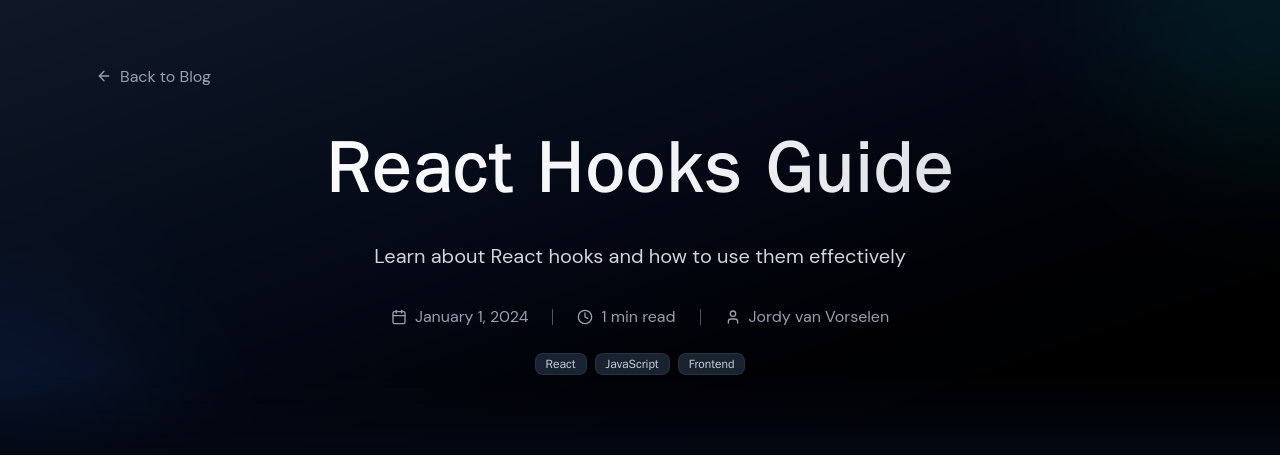 Back to Blog
React Hooks Guide
Learn about React hooks and how to use them effectively
January 1, 2024 1 min read Jordy van Vorselen
React JavaScript Frontend